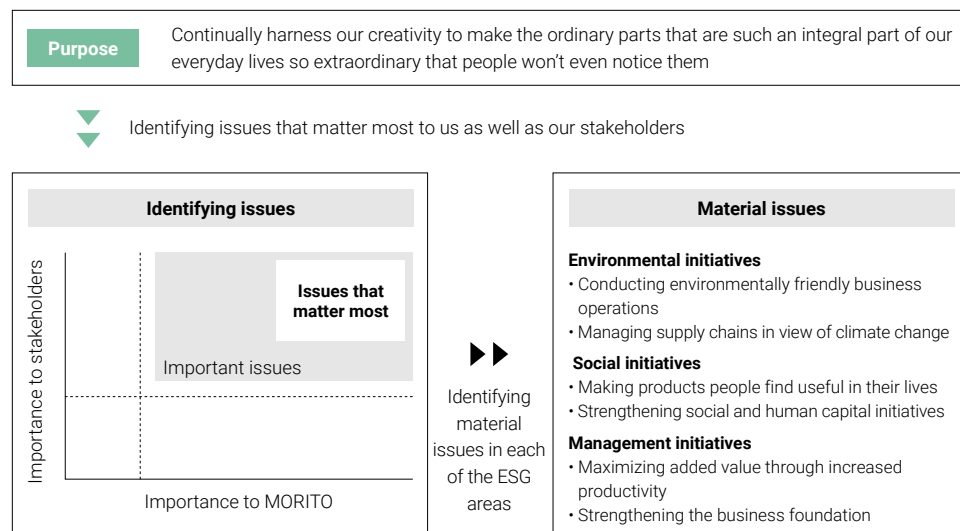 Purpose
Continually harness our creativity to make the ordinary parts that are such an integral part of our
everyday lives so extraordinary that people won’t even notice them
Identifying issues that matter most to us as well as our stakeholders
Identifying issues
Importance to stakeholders
Issues that
matter most
Important issues
Importance to MORITO
Identifying
material
issues in each
of the ESG
areas
Material issues
Environmental initiatives
• Conducting environmentally friendly business
operations
• Managing supply chains in view of climate change
Social initiatives
• Making products people find useful in their lives
• Strengthening social and human capital initiatives
Management initiatives
• Maximizing added value through increased
productivity
• Strengthening the business foundation